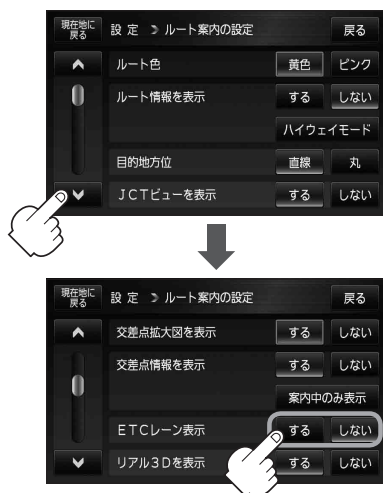 現在地に
戻る
設 定 ルート案内の設定
戻る
ルート色 黄色 ピンク
ルート情報を表示 する しない
ハイウェイモード
目的地方位 直線 丸
JCTビューを表示 する しない
現在地に
戻る
設 定 ルート案内の設定
戻る
交差点拡大図を表示 する しない
交差点情報を表示 する しない
案内中のみ表示
ETCレーン表示 する しない
リアル3Dを表示 する しない